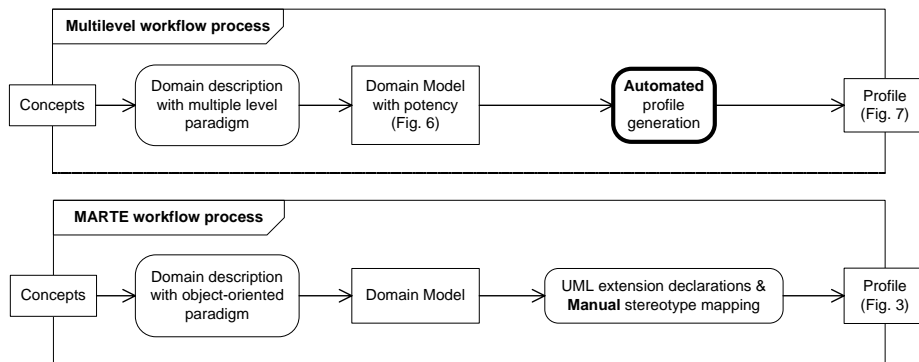 Multilevel workflow process
Concepts
Domain description
with multiple level
paradigm
Domain Model
with potency
(Fig. 6)
Automated
profile
generation
Profile
(Fig. 7)
MARTE workflow process
Concepts
Domain description
with object-oriented
paradigm
Domain Model
UML extension declarations &
Manual stereotype mapping
Profile
(Fig. 3)